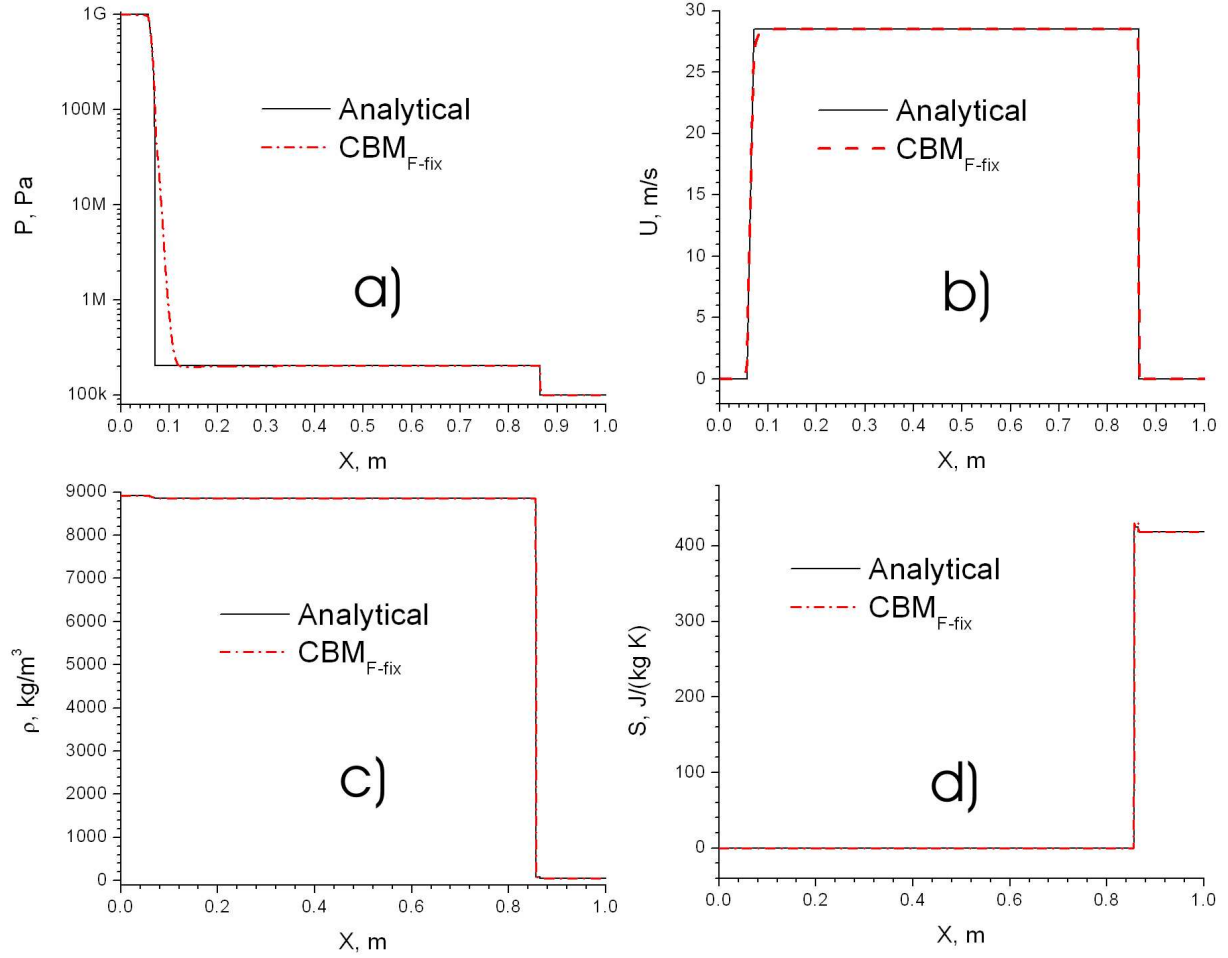 1G
100M
10M
1M
100k
P, Pa
Analytical
CBM_F-fix
a)
0.0 0.1 0.2 0.3 0.4 0.5 0.6 0.7 0.8 0.9 1.0
X, m
30
25
20
15
10
5
0
U, m/s
Analytical
CBM_F-fix
b)
0.0 0.1 0.2 0.3 0.4 0.5 0.6 0.7 0.8 0.9 1.0
X, m
9000
8000
7000
6000
5000
4000
3000
2000
1000
0
ρ, kg/m³
Analytical
CBM_F-fix
c)
0.0 0.2 0.4 0.6 0.8 1.0
X, m
400
300
200
100
0
S, J/(kg K)
Analytical
CBM_F-fix
d)
0.0 0.2 0.4 0.6 0.8 1.0
X, m